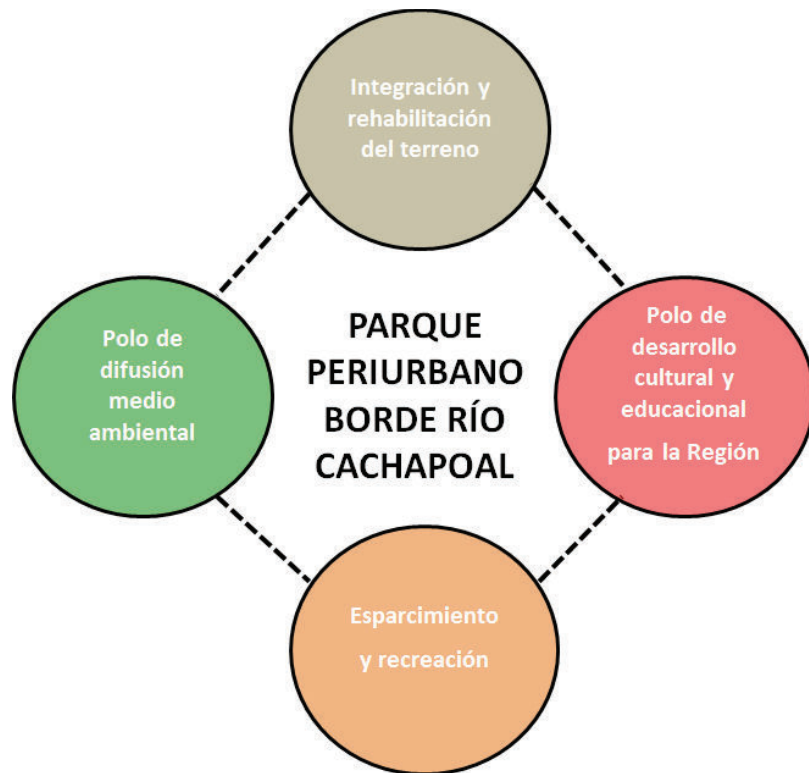 Integración y
rehabilitación
del terreno
Polo de
difusión
medio
ambiental
PARQUE
PERIURBANO
BORDE RÍO
CACHAPOAL
Polo de
desarrollo
cultural y
educacional
para la Región
Esparcimiento
y recreación